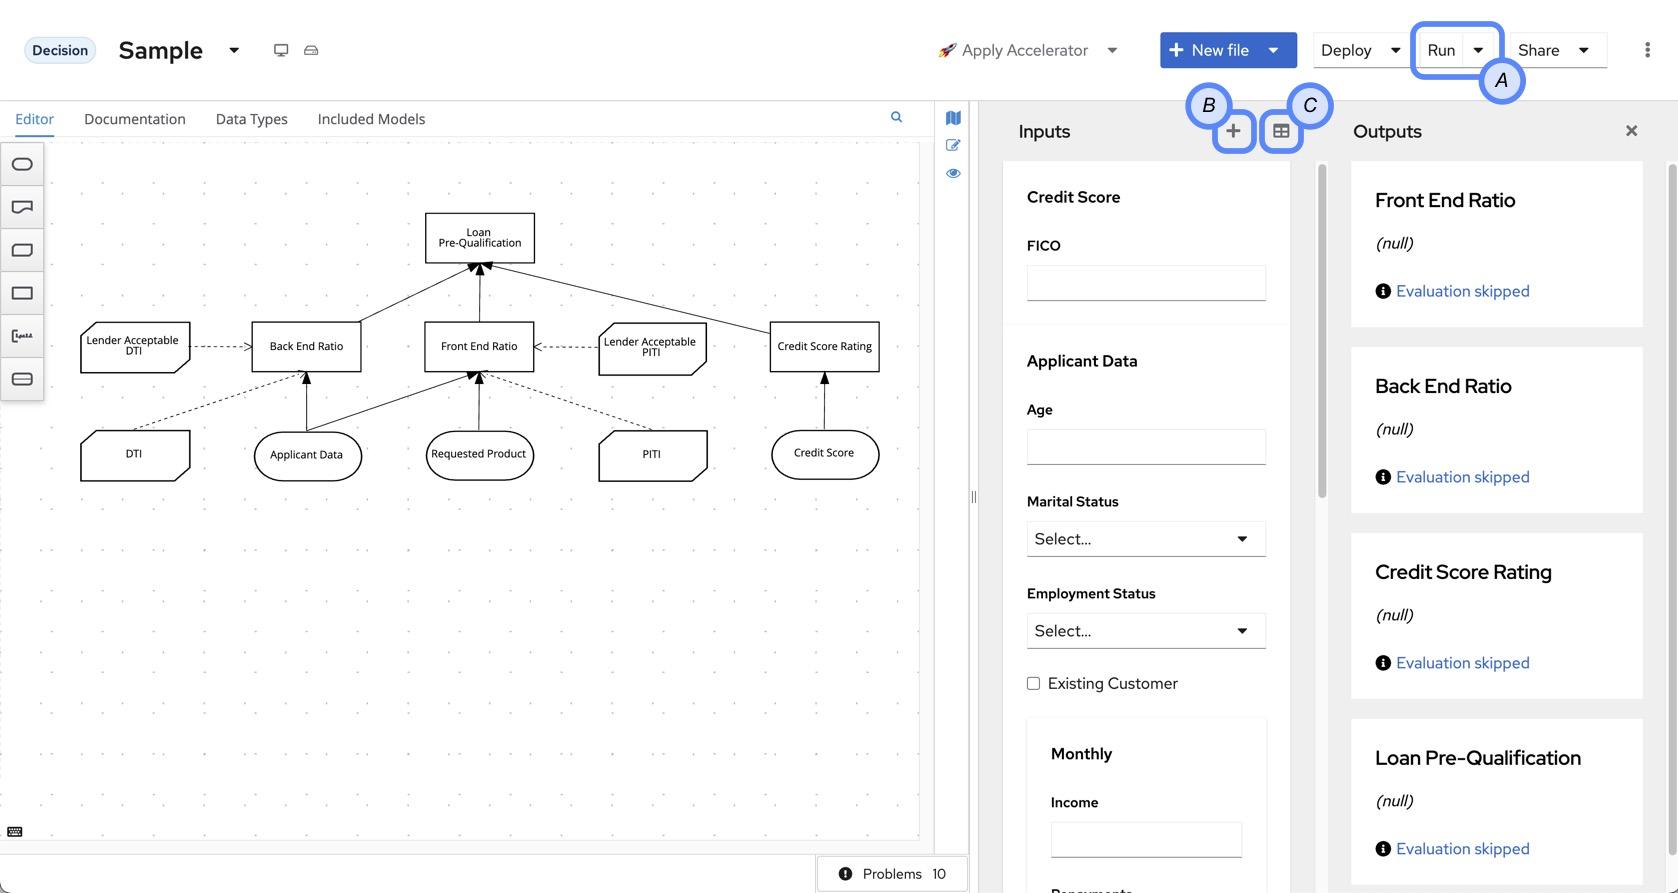 Decision
Sample
Apply Accelerator
New file
Deploy
Run
Share
A
B
C
Editor
Documentation
Data Types
Included Models
Loan
Pre-Qualification
Lender Acceptable
DTI
Back End Ratio
Front End Ratio
Lender Acceptable
PITI
Credit Score Rating
DTI
Applicant Data
Requested Product
PITI
Credit Score
Problems 10
Inputs
Credit Score
FICO
Applicant Data
Age
Marital Status
Select...
Employment Status
Select...
Existing Customer
Monthly
Income
Outputs
Front End Ratio
(null)
Evaluation skipped
Back End Ratio
(null)
Evaluation skipped
Credit Score Rating
(null)
Evaluation skipped
Loan Pre-Qualification
(null)
Evaluation skipped